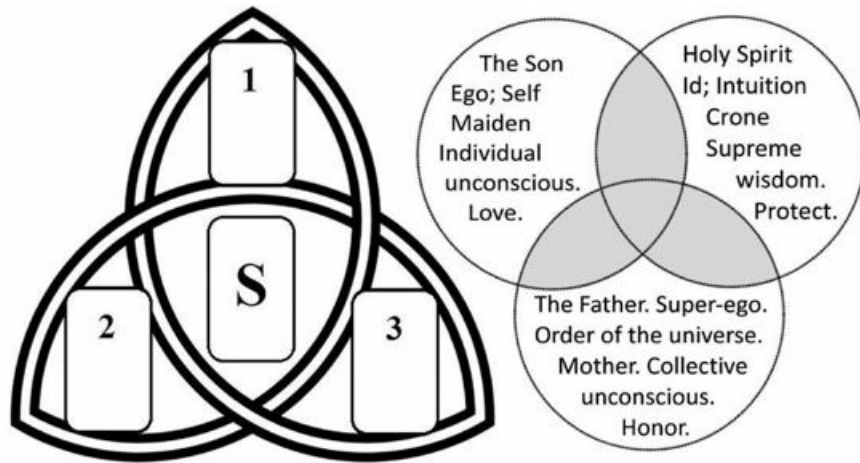 1
S
2
3
The Son
Ego; Self
Maiden
Individual
unconscious.
Love.
Holy Spirit
Id; Intuition
Crone
Supreme
wisdom.
Protect.
The Father. Super-ego.
Order of the universe.
Mother. Collective
unconscious.
Honor.